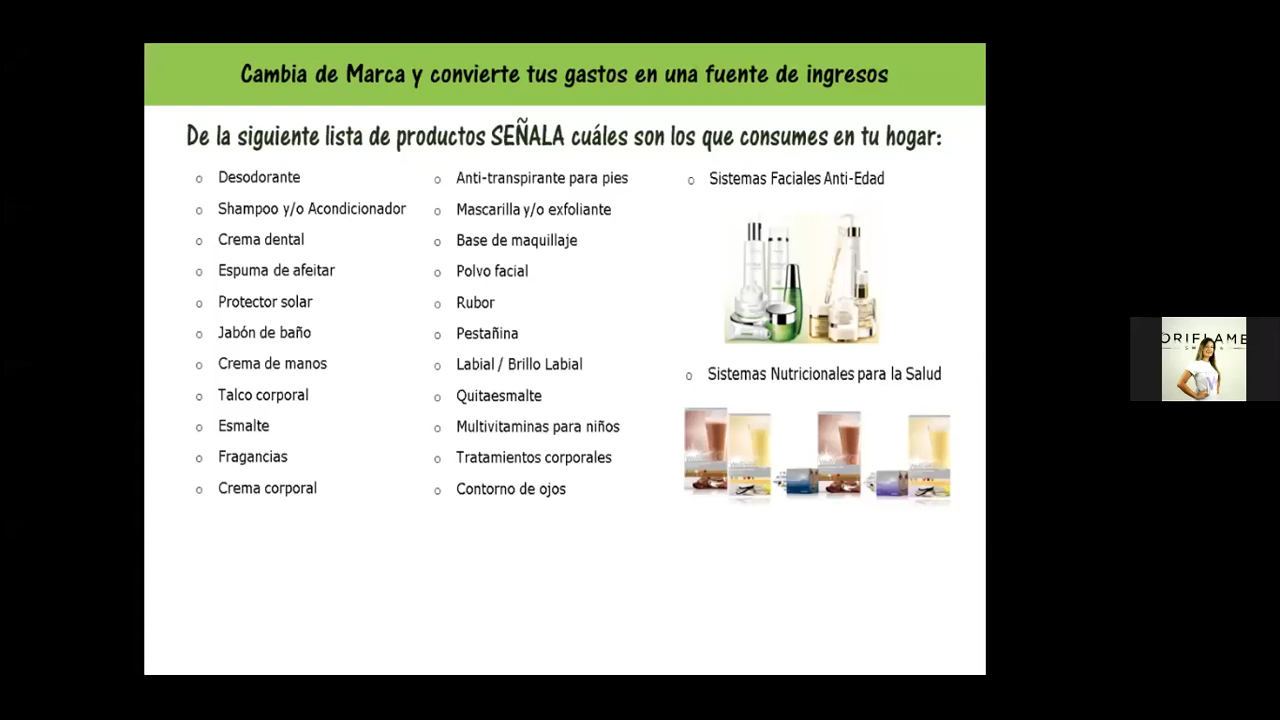 Cambia de Marca y convierte tus gastos en una fuente de ingresos
De la siguiente lista de productos SEÑALA cuáles son los que consumes en tu hogar:
Desodorante
Shampoo y/o Acondicionador
Crema dental
Espuma de afeitar
Protector solar
Jabón de baño
Crema de manos
Talco corporal
Esmalte
Fragancias
Crema corporal
Anti-transpirante para pies
Mascarilla y/o exfoliante
Base de maquillaje
Polvo facial
Rubor
Pestañina
Labial / Brillo Labial
Quitaesmalte
Multivitaminas para niños
Tratamientos corporales
Contorno de ojos
Sistemas Faciales Anti-Edad
Sistemas Nutricionales para la Salud
ORIFLAME